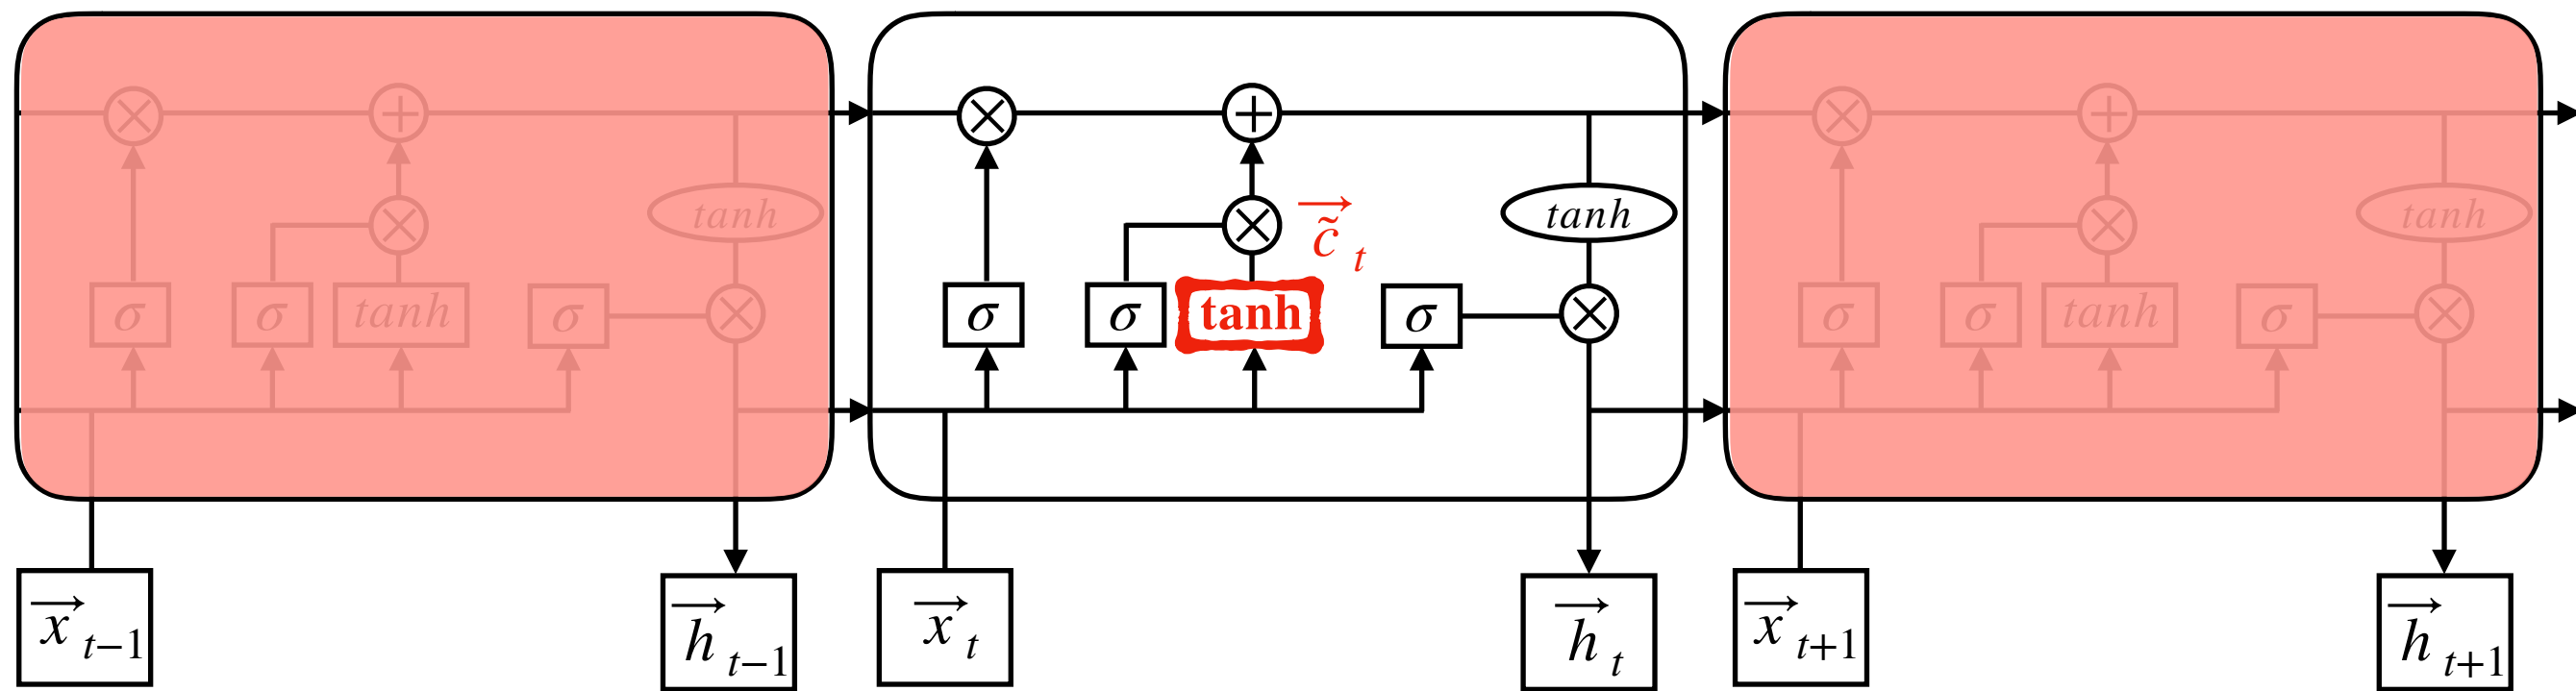 tanh c̃ t tanh tanh
σ σ tanh σ σ σ tanh σ σ σ tanh σ
x t−1 h t−1 x t h t x t+1 h t+1